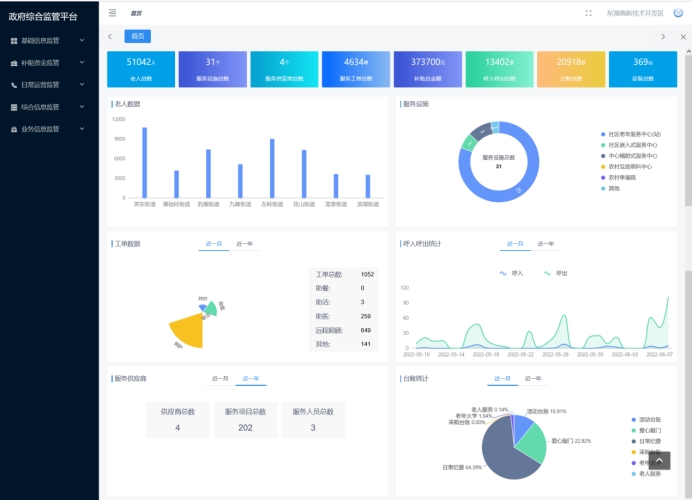 政府综合监管平台
首页
东湖高新技术开发区
基础信息监管
补贴资金监管
日常运营监管
综合信息监管
业务信息监管
首页
51042人
老人总数
31个
服务设施总数
4个
服务供应商总数
4634单
服务工单总数
373700元
补贴总金额
13402次
呼入呼出总数
20918条
台账总数
369台
设备总数
老人数据
12000
9000
6000
3000
0
关东街道
佛祖岭街道
豹澥街道
九峰街道
左岭街道
花山街道
龙泉街道
滨湖街道
服务设施
服务设施总数
31
社区老年服务中心(站)
社区嵌入式服务中心
中心辐射式服务中心
农村互助照料中心
农村幸福院
其他
工单数据
近一月
近一年
其他
工单总数: 1052
助餐: 0
助洁: 3
助医: 259
远程照顾: 649
其他: 141
呼入呼出统计
近一月
近一年
呼入
呼出
120
90
60
30
0
2022-05-10
2022-05-14
2022-05-18
2022-05-22
2022-05-26
2022-05-30
2022-06-03
2022-06-07
服务供应商
近一月
近一年
供应商总数
4
服务项目总数
202
服务人员总数
3
台账统计
近一月
近一年
老人服务 0.14%
老年大学 1.64%
采购台账 0.00%
活动台账 10.91%
爱心敲门 22.92%
日常纪要 64.39%
活动台账
爱心敲门
日常纪要
采购台账
老年大学
老人服务